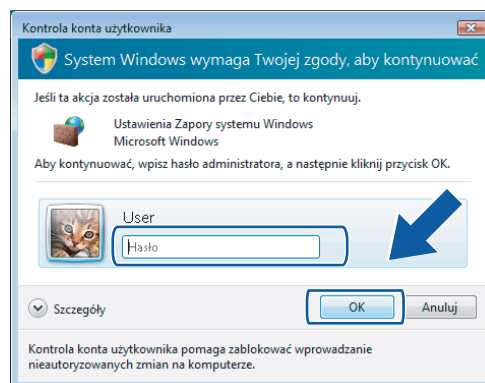 Kontrola konta użytkownika
System Windows wymaga Twojej zgody, aby kontynuować
Jeśli ta akcja została uruchomiona przez Ciebie, to kontynuuj.
Ustawienia Zapory systemu Windows
Microsoft Windows
Aby kontynuować, wpisz hasło administratora, a następnie kliknij przycisk OK.
User
Hasło
Szczegóły
OK
Anuluj
Kontrola konta użytkownika pomaga zablokować wprowadzanie
nieautoryzowanych zmian na komputerze.